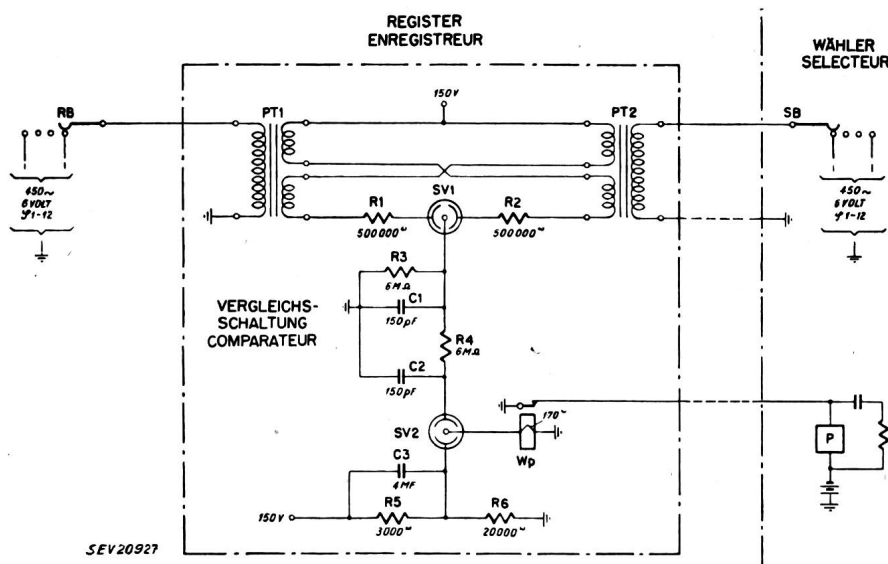 REGISTER
ENREGISTREUR
WÄHLER
SELECTEUR
RB
PT1
150V
PT2
SB
450~
6 VOLT
φ1-12
R1
500000ω
SV1
R2
500000ω
450~
6 VOLT
φ1-12
R3
6MΩ
C1
150pF
VERGLEICHS-
SCHALTUNG
COMPARATEUR
R4
6MΩ
C2
150pF
SV2
170ω
Wp
P
C3
4MF
150V
R5
3000ω
R6
20000ω
SEV20927